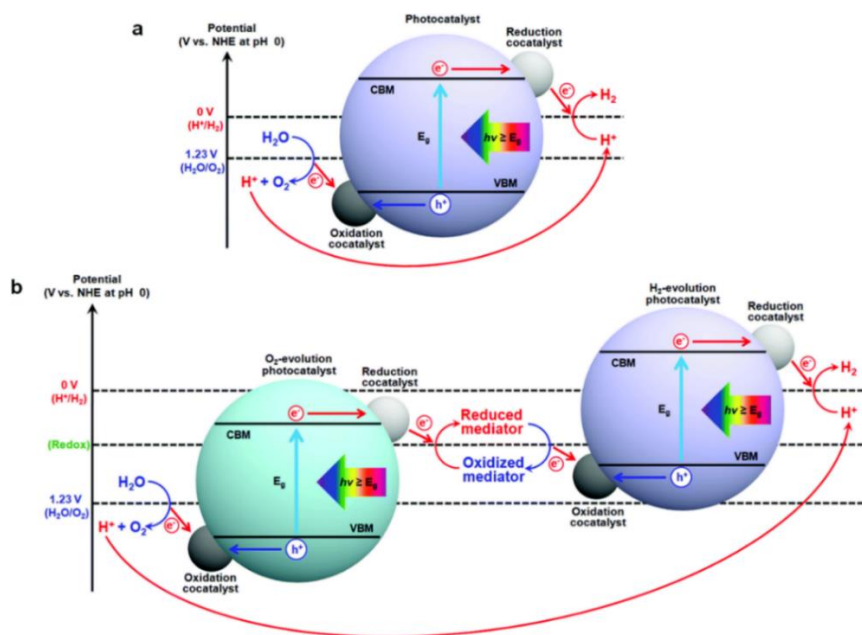 a
Potential
(V vs. NHE at pH 0)
Photocatalyst
Reduction
cocatalyst
e-
e-
CBM
H2
0 V
(H+/H2)
Eg
hν ≥ Eg
H+
H2O
1.23 V
(H2O/O2)
H+ + O2
e-
VBM
h+
Oxidation
cocatalyst
b
Potential
(V vs. NHE at pH 0)
H2-evolution
photocatalyst
Reduction
cocatalyst
e-
e-
CBM
H2
O2-evolution
photocatalyst
Reduction
cocatalyst
0 V
(H+/H2)
Eg
hν ≥ Eg
H+
e-
e-
Reduced
mediator
CBM
(Redox)
Oxidized
mediator
e-
VBM
h+
Eg
hν ≥ Eg
H2O
1.23 V
(H2O/O2)
Oxidation
cocatalyst
H+ + O2
e-
VBM
h+
Oxidation
cocatalyst